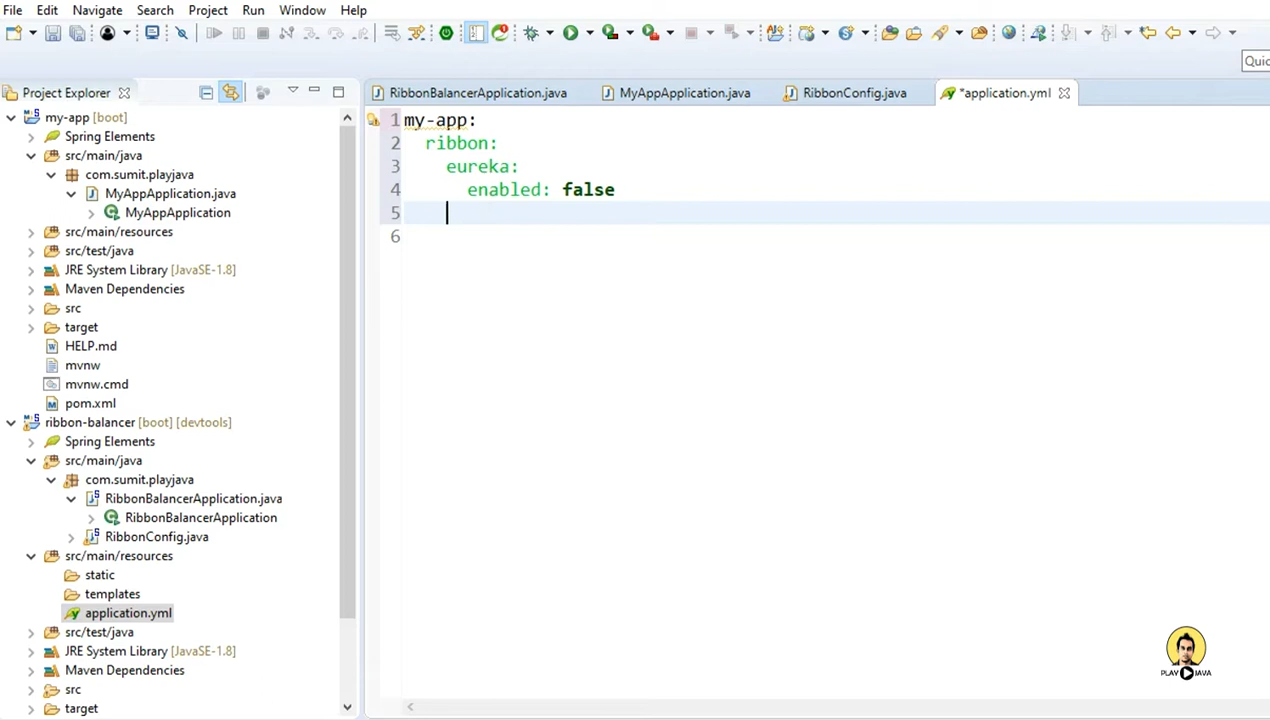 File Edit Navigate Search Project Run Window Help
Quic
Project Explorer
RibbonBalancerApplication.java MyAppApplication.java RibbonConfig.java *application.yml
my-app [boot]
Spring Elements
src/main/java
com.sumit.playjava
MyAppApplication.java
MyAppApplication
src/main/resources
src/test/java
JRE System Library [JavaSE-1.8]
Maven Dependencies
src
target
HELP.md
mvnw
mvnw.cmd
pom.xml
ribbon-balancer [boot] [devtools]
Spring Elements
src/main/java
com.sumit.playjava
RibbonBalancerApplication.java
RibbonBalancerApplication
RibbonConfig.java
src/main/resources
static
templates
application.yml
src/test/java
JRE System Library [JavaSE-1.8]
Maven Dependencies
src
target
1 my-app:
2 ribbon:
3 eureka:
4 enabled: false
5
6
PLAY JAVA